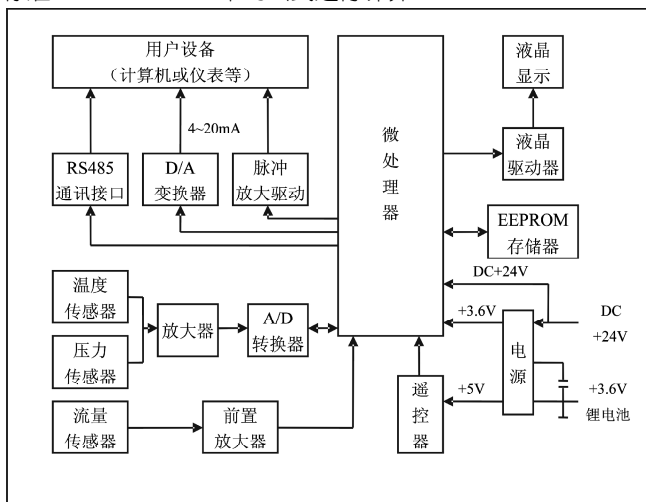 用户设备
（计算机或仪表等）
4~20mA
RS485
通讯接口
D/A
变换器
脉冲
放大驱动
微
处
理
器
液晶
显示
液晶
驱动器
EEPROM
存储器
温度
传感器
压力
传感器
放大器
A/D
转换器
流量
传感器
前置
放大器
遥
控
器
DC+24V
+3.6V
+5V
电
源
DC
+24V
+3.6V
锂电池